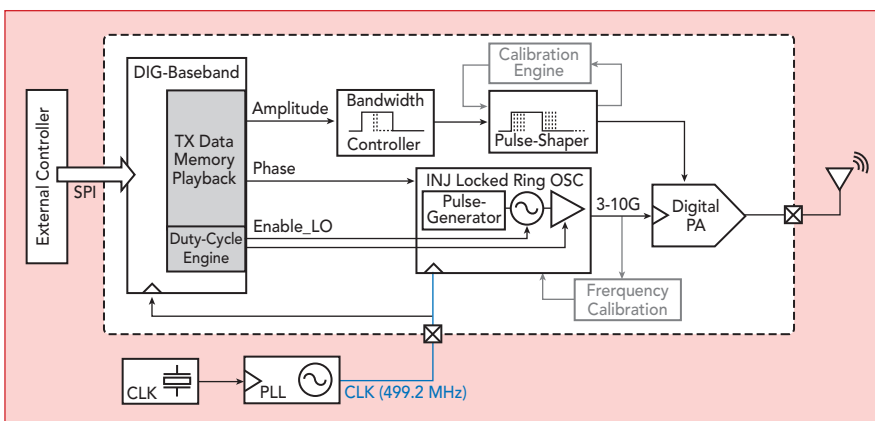 External Controller
SPI
DIG-Baseband
TX Data
Memory
Playback
Duty-Cycle
Engine
Amplitude
Phase
Enable_LO
Bandwidth
Controller
Calibration
Engine
Pulse-Shaper
INJ Locked Ring OSC
Pulse-
Generator
3-10G
Digital
PA
Frerquency
Calibration
CLK
PLL
CLK (499.2 MHz)